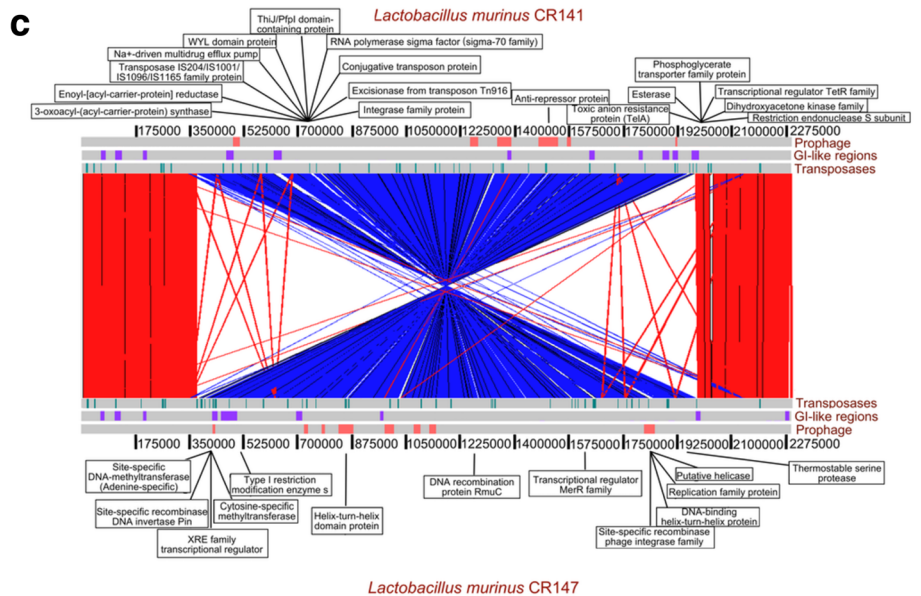 c
Lactobacillus murinus CR141
ThiJ/PfpI domain-
containing protein
WYL domain protein
RNA polymerase sigma factor (sigma-70 family)
Na+-driven multidrug efflux pump
Transposase IS204/IS1001/
IS1096/IS1165 family protein
Conjugative transposon protein
Enoyl-[acyl-carrier-protein] reductase
Excisionase from transposon Tn916
3-oxoacyl-(acyl-carrier-protein) synthase
Integrase family protein
Anti-repressor protein
Toxic anion resistance
protein (TelA)
Phosphoglycerate
transporter family protein
Esterase
Transcriptional regulator TetR family
Dihydroxyacetone kinase family
Restriction endonuclease S subunit
175000 350000 525000 700000 875000 1050000 1225000 1400000 1575000 1750000 1925000 2100000 2275000
Prophage
GI-like regions
Transposases
Transposases
GI-like regions
Prophage
175000 350000 525000 700000 875000 1050000 1225000 1400000 1575000 1750000 1925000 2100000 2275000
Site-specific
DNA-methyltransferase
(Adenine-specific)
Type I restriction
modification enzyme s
Site-specific recombinase
DNA invertase Pin
Cytosine-specific
methyltransferase
XRE family
transcriptional regulator
Helix-turn-helix
domain protein
DNA recombination
protein RmuC
Transcriptional regulator
MerR family
Putative helicase
Replication family protein
DNA-binding
helix-turn-helix protein
Site-specific recombinase
phage integrase family
Thermostable serine
protease
Lactobacillus murinus CR147